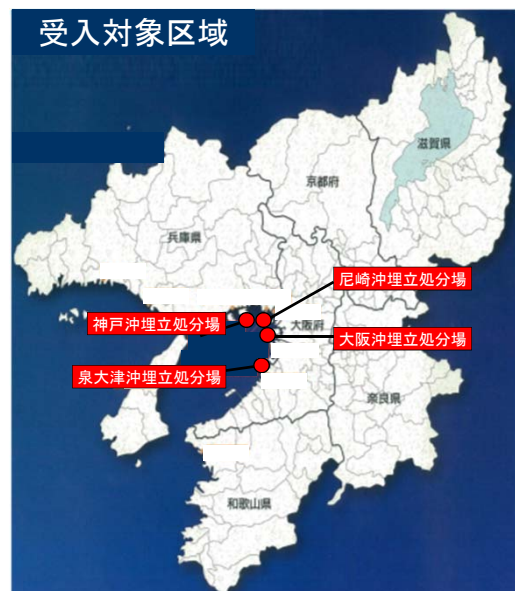 受入対象区域
滋賀県
京都府
兵庫県
尼崎沖埋立処分場
神戸沖埋立処分場
大阪府
大阪沖埋立処分場
泉大津沖埋立処分場
奈良県
和歌山県